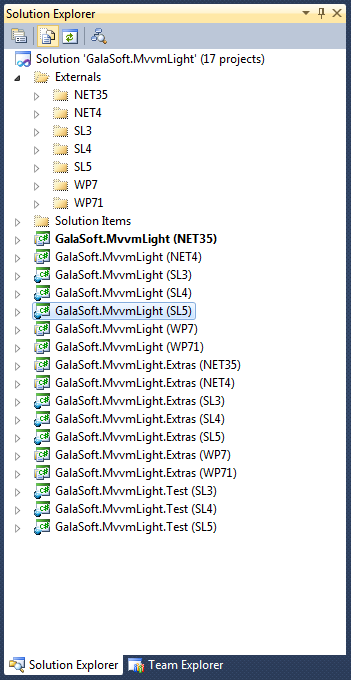 Solution Explorer
Solution 'GalaSoft.MvvmLight' (17 projects)
Externals
NET35
NET4
SL3
SL4
SL5
WP7
WP71
Solution Items
GalaSoft.MvvmLight (NET35)
GalaSoft.MvvmLight (NET4)
GalaSoft.MvvmLight (SL3)
GalaSoft.MvvmLight (SL4)
GalaSoft.MvvmLight (SL5)
GalaSoft.MvvmLight (WP7)
GalaSoft.MvvmLight (WP71)
GalaSoft.MvvmLight.Extras (NET35)
GalaSoft.MvvmLight.Extras (NET4)
GalaSoft.MvvmLight.Extras (SL3)
GalaSoft.MvvmLight.Extras (SL4)
GalaSoft.MvvmLight.Extras (SL5)
GalaSoft.MvvmLight.Extras (WP7)
GalaSoft.MvvmLight.Extras (WP71)
GalaSoft.MvvmLight.Test (SL3)
GalaSoft.MvvmLight.Test (SL4)
GalaSoft.MvvmLight.Test (SL5)
Solution Explorer Team Explorer